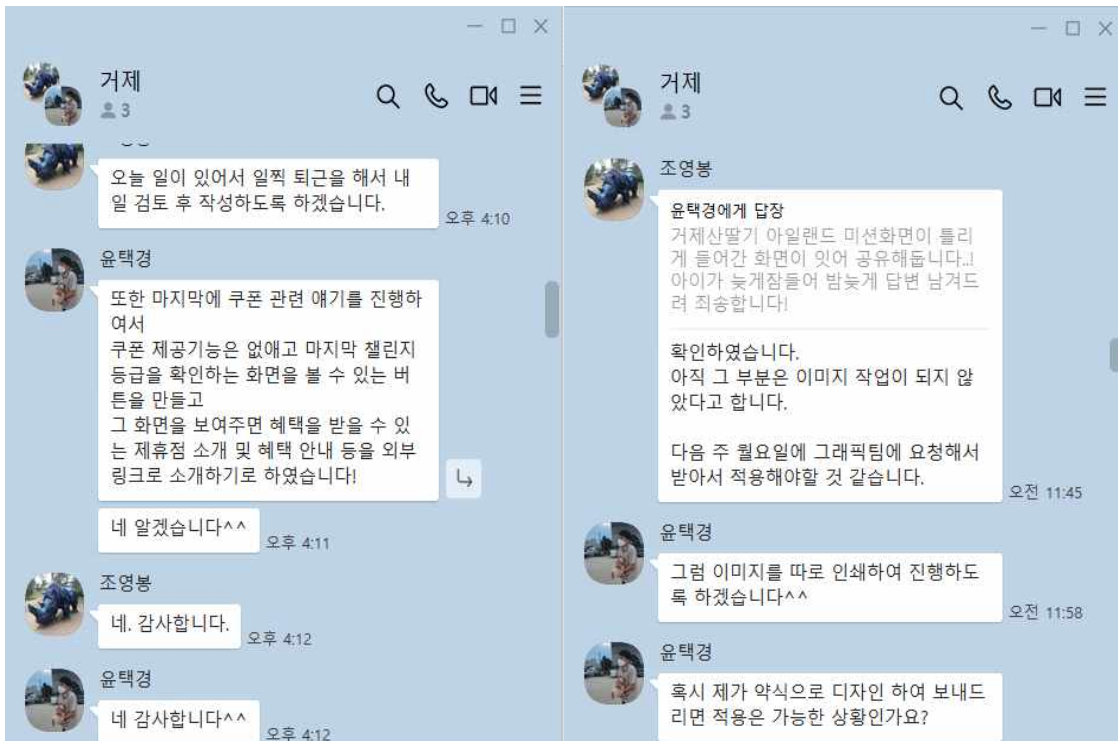 거제
3
오늘 일이 있어서 일찍 퇴근을 해서 내
일 검토 후 작성하도록 하겠습니다.
오후 4:10
윤택경
또한 마지막에 쿠폰 관련 얘기를 진행하
여서
쿠폰 제공기능은 없애고 마지막 챌린지
등급을 확인하는 화면을 볼 수 있는 버
튼을 만들고
그 화면을 보여주면 혜택을 받을 수 있
는 제휴점 소개 및 혜택 안내 등을 외부
링크로 소개하기로 하였습니다!
네 알겠습니다^^
오후 4:11
조영봉
네. 감사합니다.
오후 4:12
윤택경
네 감사합니다^^
오후 4:12
거제
3
조영봉
윤택경에게 답장
거제산딸기 아일랜드 미션화면이 틀리
게 들어간 화면이 잇어 공유해둡니다..!
아이가 늦게잠들어 밤늦게 답변 남겨드
려 죄송합니다!
확인하였습니다.
아직 그 부분은 이미지 작업이 되지 않
았다고 합니다.
다음 주 월요일에 그래픽팀에 요청해서
받아서 적용해야할 것 같습니다.
오전 11:45
윤택경
그럼 이미지를 따로 인쇄하여 진행하도
록 하겠습니다^^
오전 11:58
윤택경
혹시 제가 약식으로 디자인 하여 보내드
리면 적용은 가능한 상황인가요?